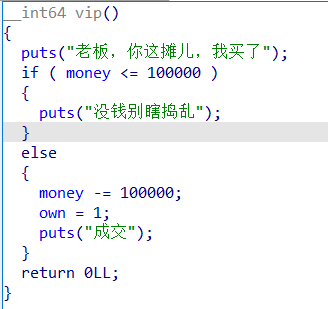 __int64 vip()
{
  puts("老板，你这摊儿，我买了");
  if ( money <= 100000 )
  {
    puts("没钱别瞎捣乱");
  }
  else
  {
    money -= 100000;
    own = 1;
    puts("成交");
  }
  return 0LL;
}